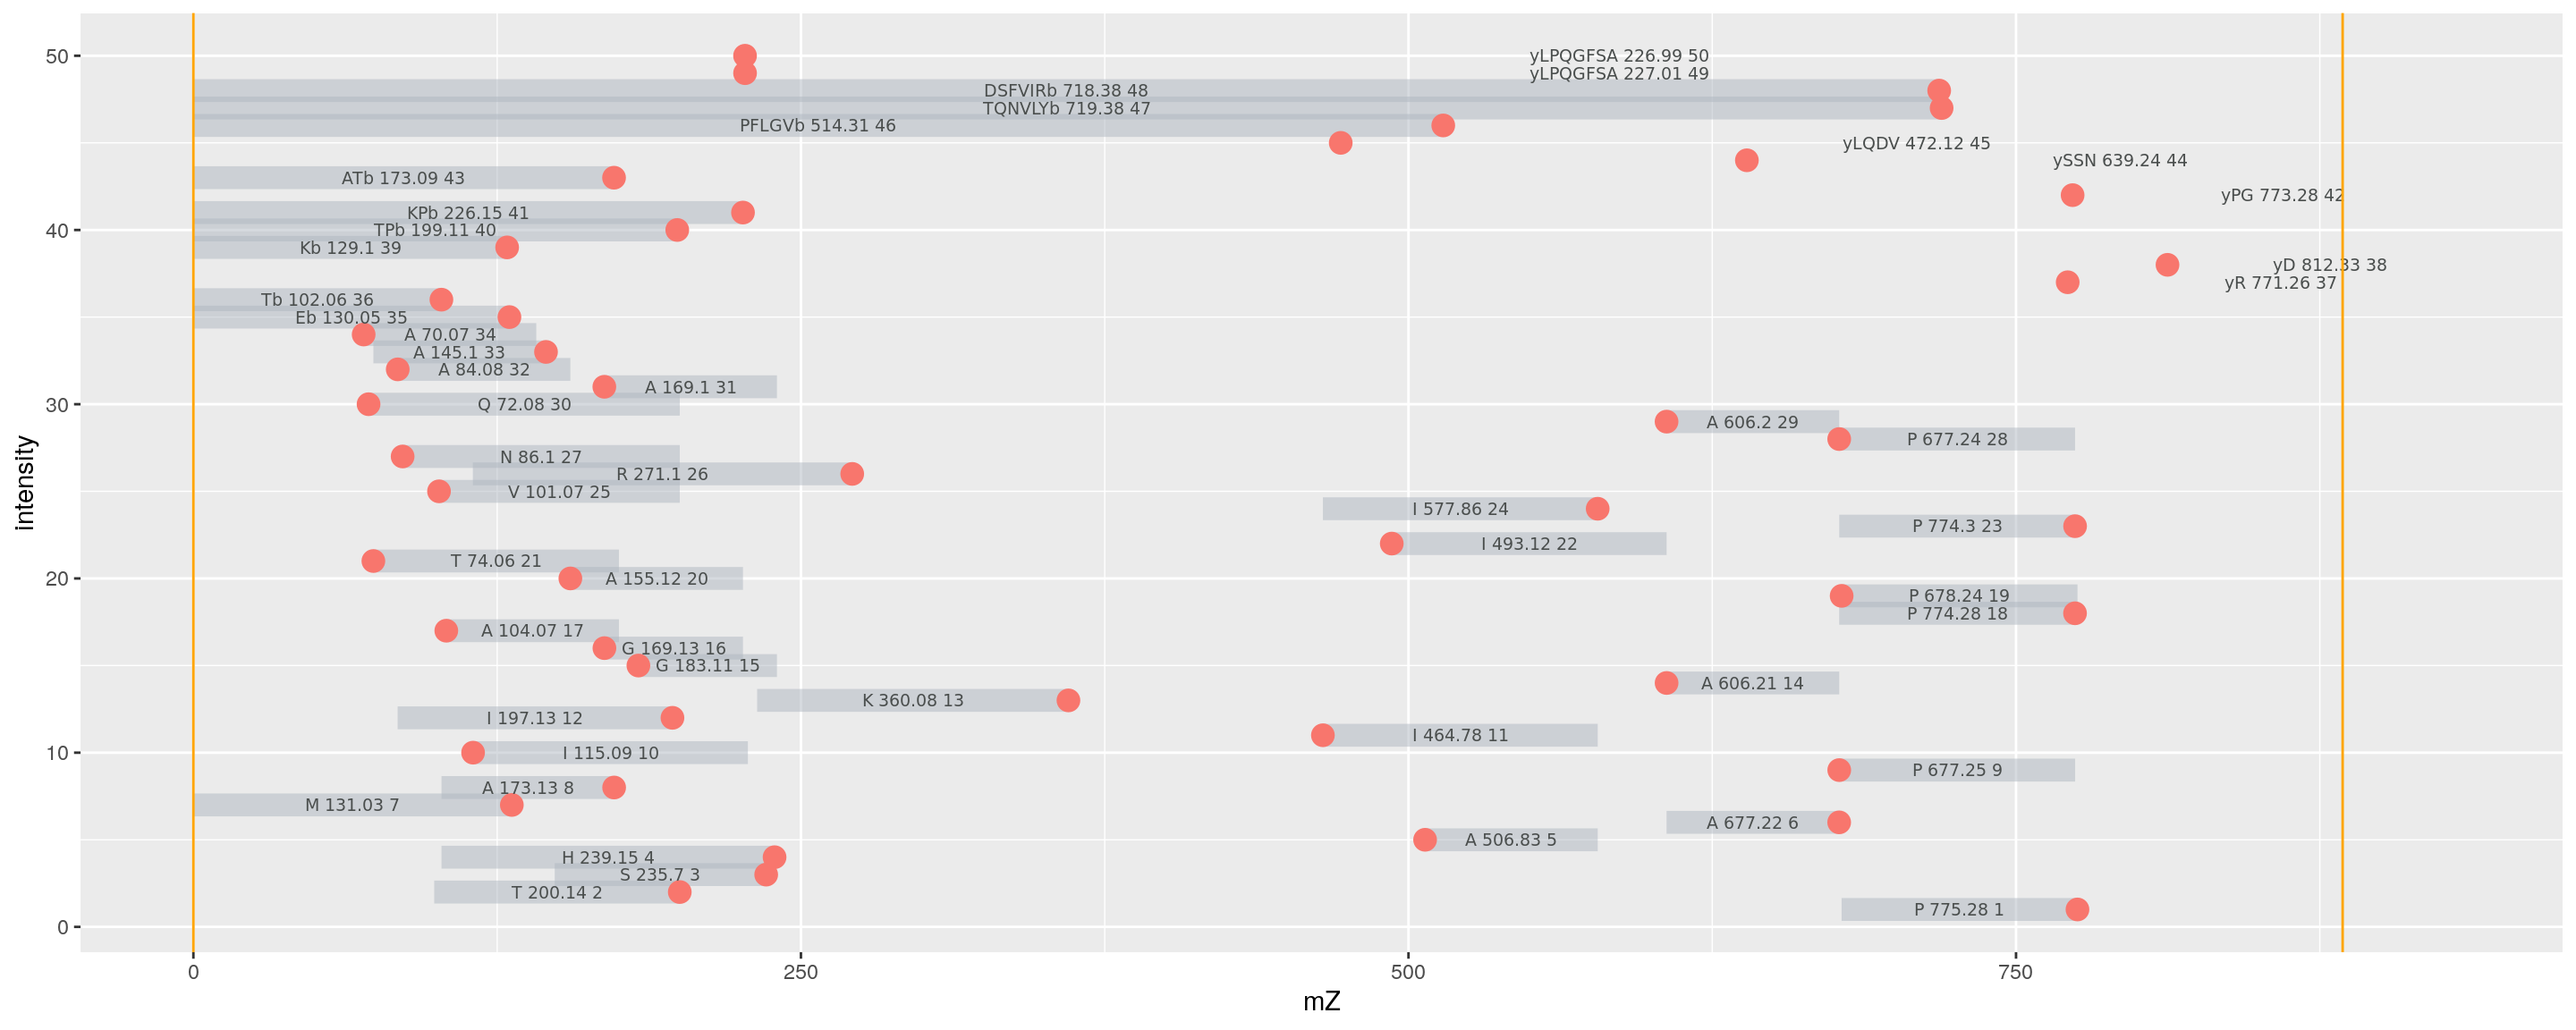 50
yLPQGFSA 226.99 50
yLPQGFSA 227.01 49
DSFVIRb 718.38 48
TQNVLYb 719.38 47
PFLGVb 514.31 46
yLQDV 472.12 45
ySSN 639.24 44
ATb 173.09 43
yPG 773.28 42
KPb 226.15 41
40
TPb 199.11 40
Kb 129.1 39
yD 812.33 38
yR 771.26 37
Tb 102.06 36
Eb 130.05 35
A 70.07 34
A 145.1 33
A 84.08 32
A 169.1 31
30
Q 72.08 30
A 606.2 29
P 677.24 28
N 86.1 27
R 271.1 26
V 101.07 25
I 577.86 24
P 774.3 23
I 493.12 22
T 74.06 21
20
A 155.12 20
P 678.24 19
P 774.28 18
A 104.07 17
G 169.13 16
G 183.11 15
A 606.21 14
K 360.08 13
I 197.13 12
I 464.78 11
10
I 115.09 10
P 677.25 9
A 173.13 8
M 131.03 7
A 677.22 6
A 506.83 5
H 239.15 4
S 235.7 3
T 200.14 2
P 775.28 1
0
intensity
0 250 500 750
mZ